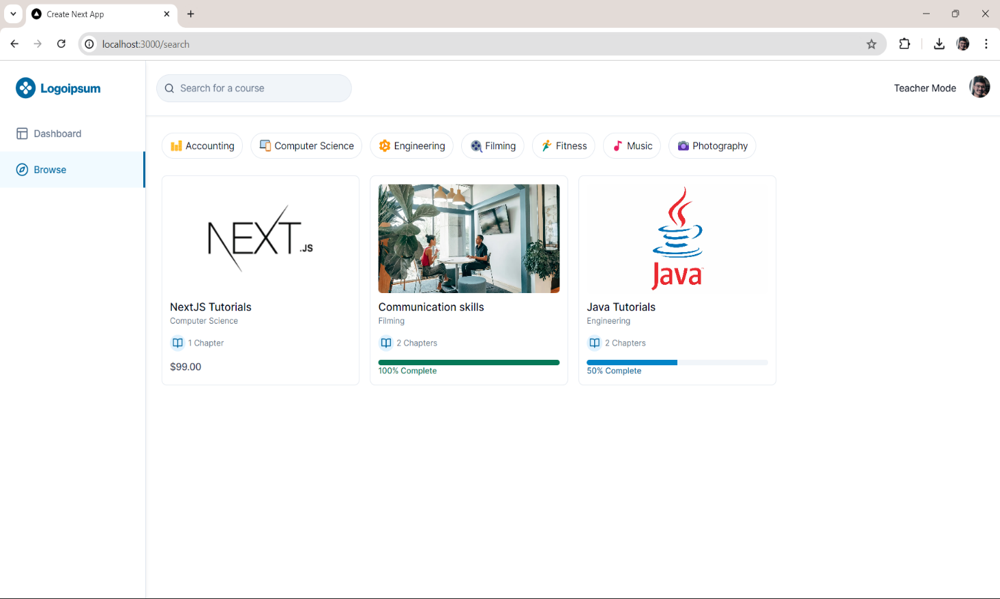 Create Next App
localhost:3000/search
Logoipsum
Search for a course
Teacher Mode
Dashboard
Browse
Accounting
Computer Science
Engineering
Filming
Fitness
Music
Photography
NEXT.JS
NextJS Tutorials
Computer Science
1 Chapter
$99.00
Communication skills
Filming
2 Chapters
100% Complete
Java
Java Tutorials
Engineering
2 Chapters
50% Complete